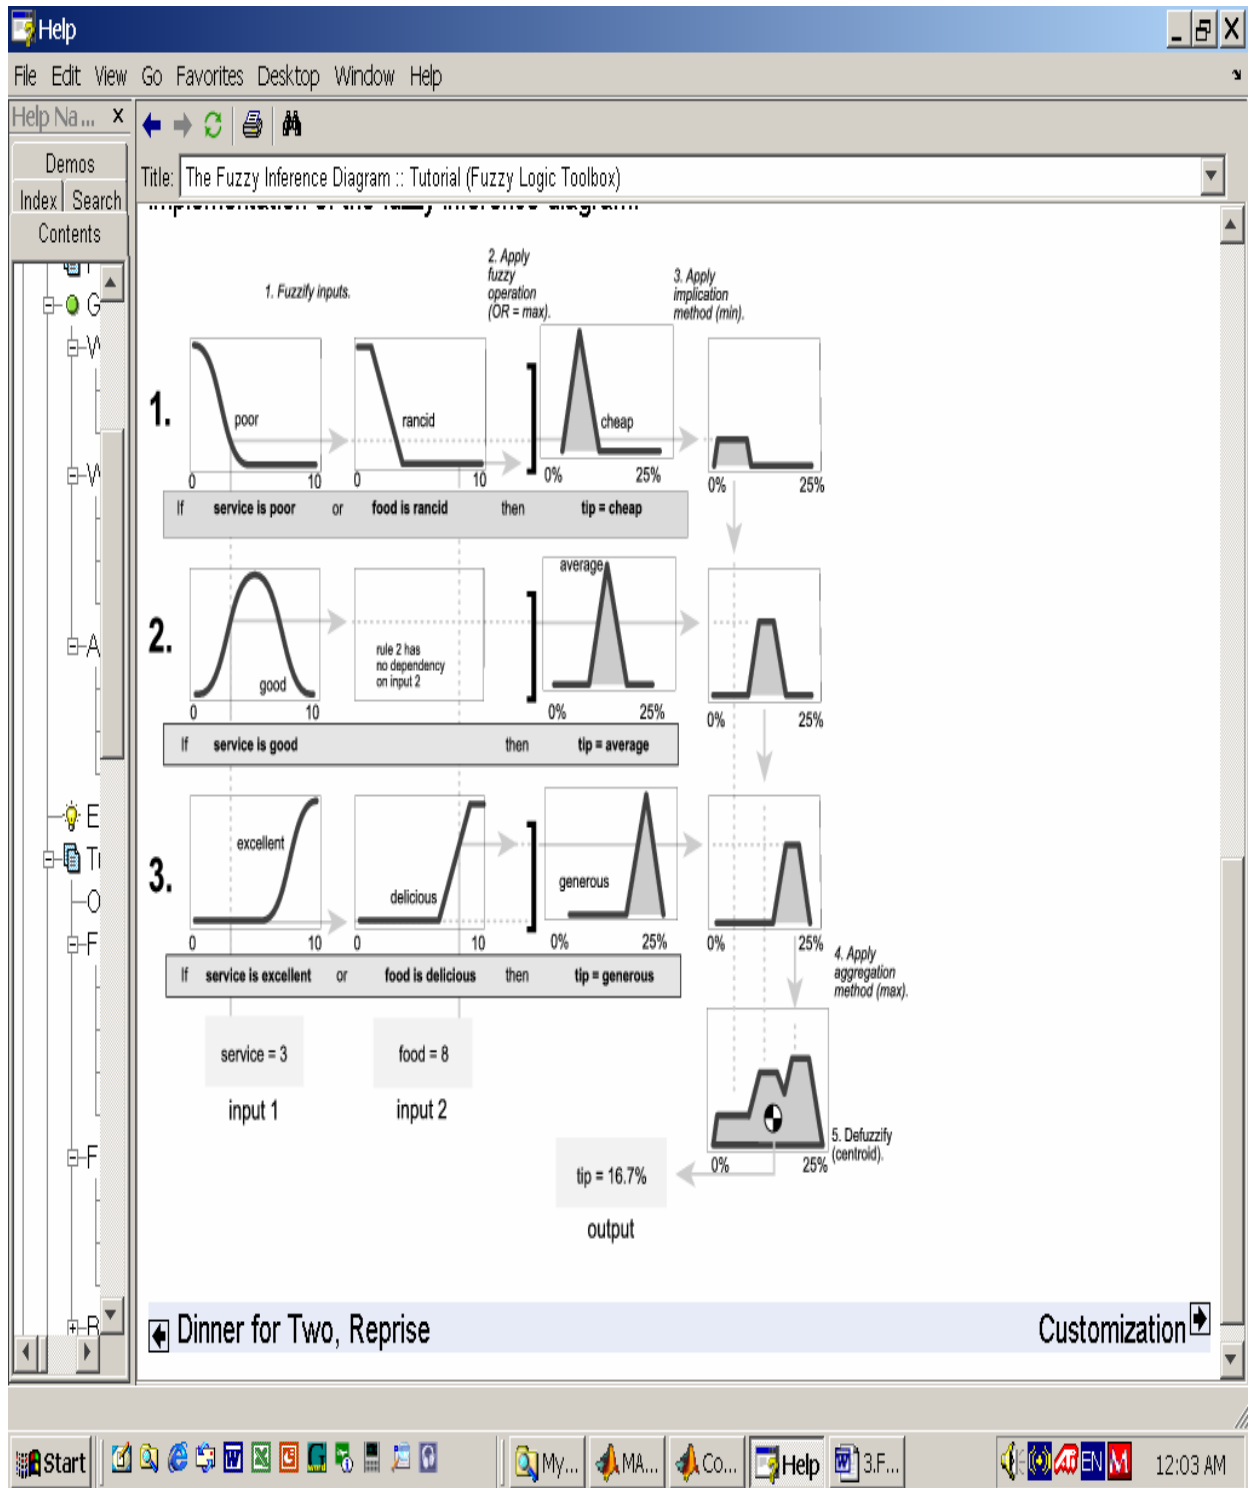 Help
File Edit View Go Favorites Desktop Window Help
Help Na...
Demos
Index Search
Contents
Title: The Fuzzy Inference Diagram :: Tutorial (Fuzzy Logic Toolbox)
implementation of the fuzzy inference diagram.
1. Fuzzify inputs.
2. Apply
fuzzy
operation
(OR = max).
3. Apply
implication
method (min).
1.
poor
rancid
cheap
0 10 0 10 0% 25% 0% 25%
If service is poor or food is rancid then tip = cheap
2.
good
rule 2 has
no dependency
on input 2
average
0 10 0% 25% 0% 25%
If service is good then tip = average
3.
excellent
delicious
generous
0 10 0 10 0% 25% 0% 25%
If service is excellent or food is delicious then tip = generous
4. Apply
aggregation
method (max).
service = 3
food = 8
input 1
input 2
5. Defuzzify
(centroid).
0% 25%
tip = 16.7%
output
G
W
W
A
E
O
F
F
B
Dinner for Two, Reprise
Customization
Start
My...
MA...
Co...
Help
3.F...
EN
M
12:03 AM